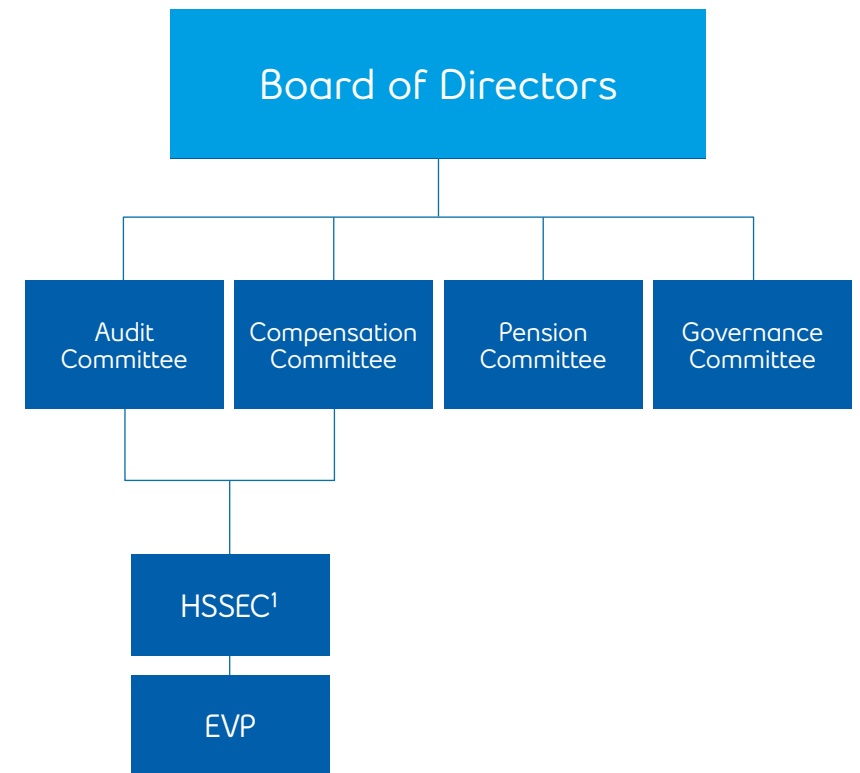 Board of Directors
Audit
Committee
Compensation
Committee
Pension
Committee
Governance
Committee
HSSEC¹
EVP